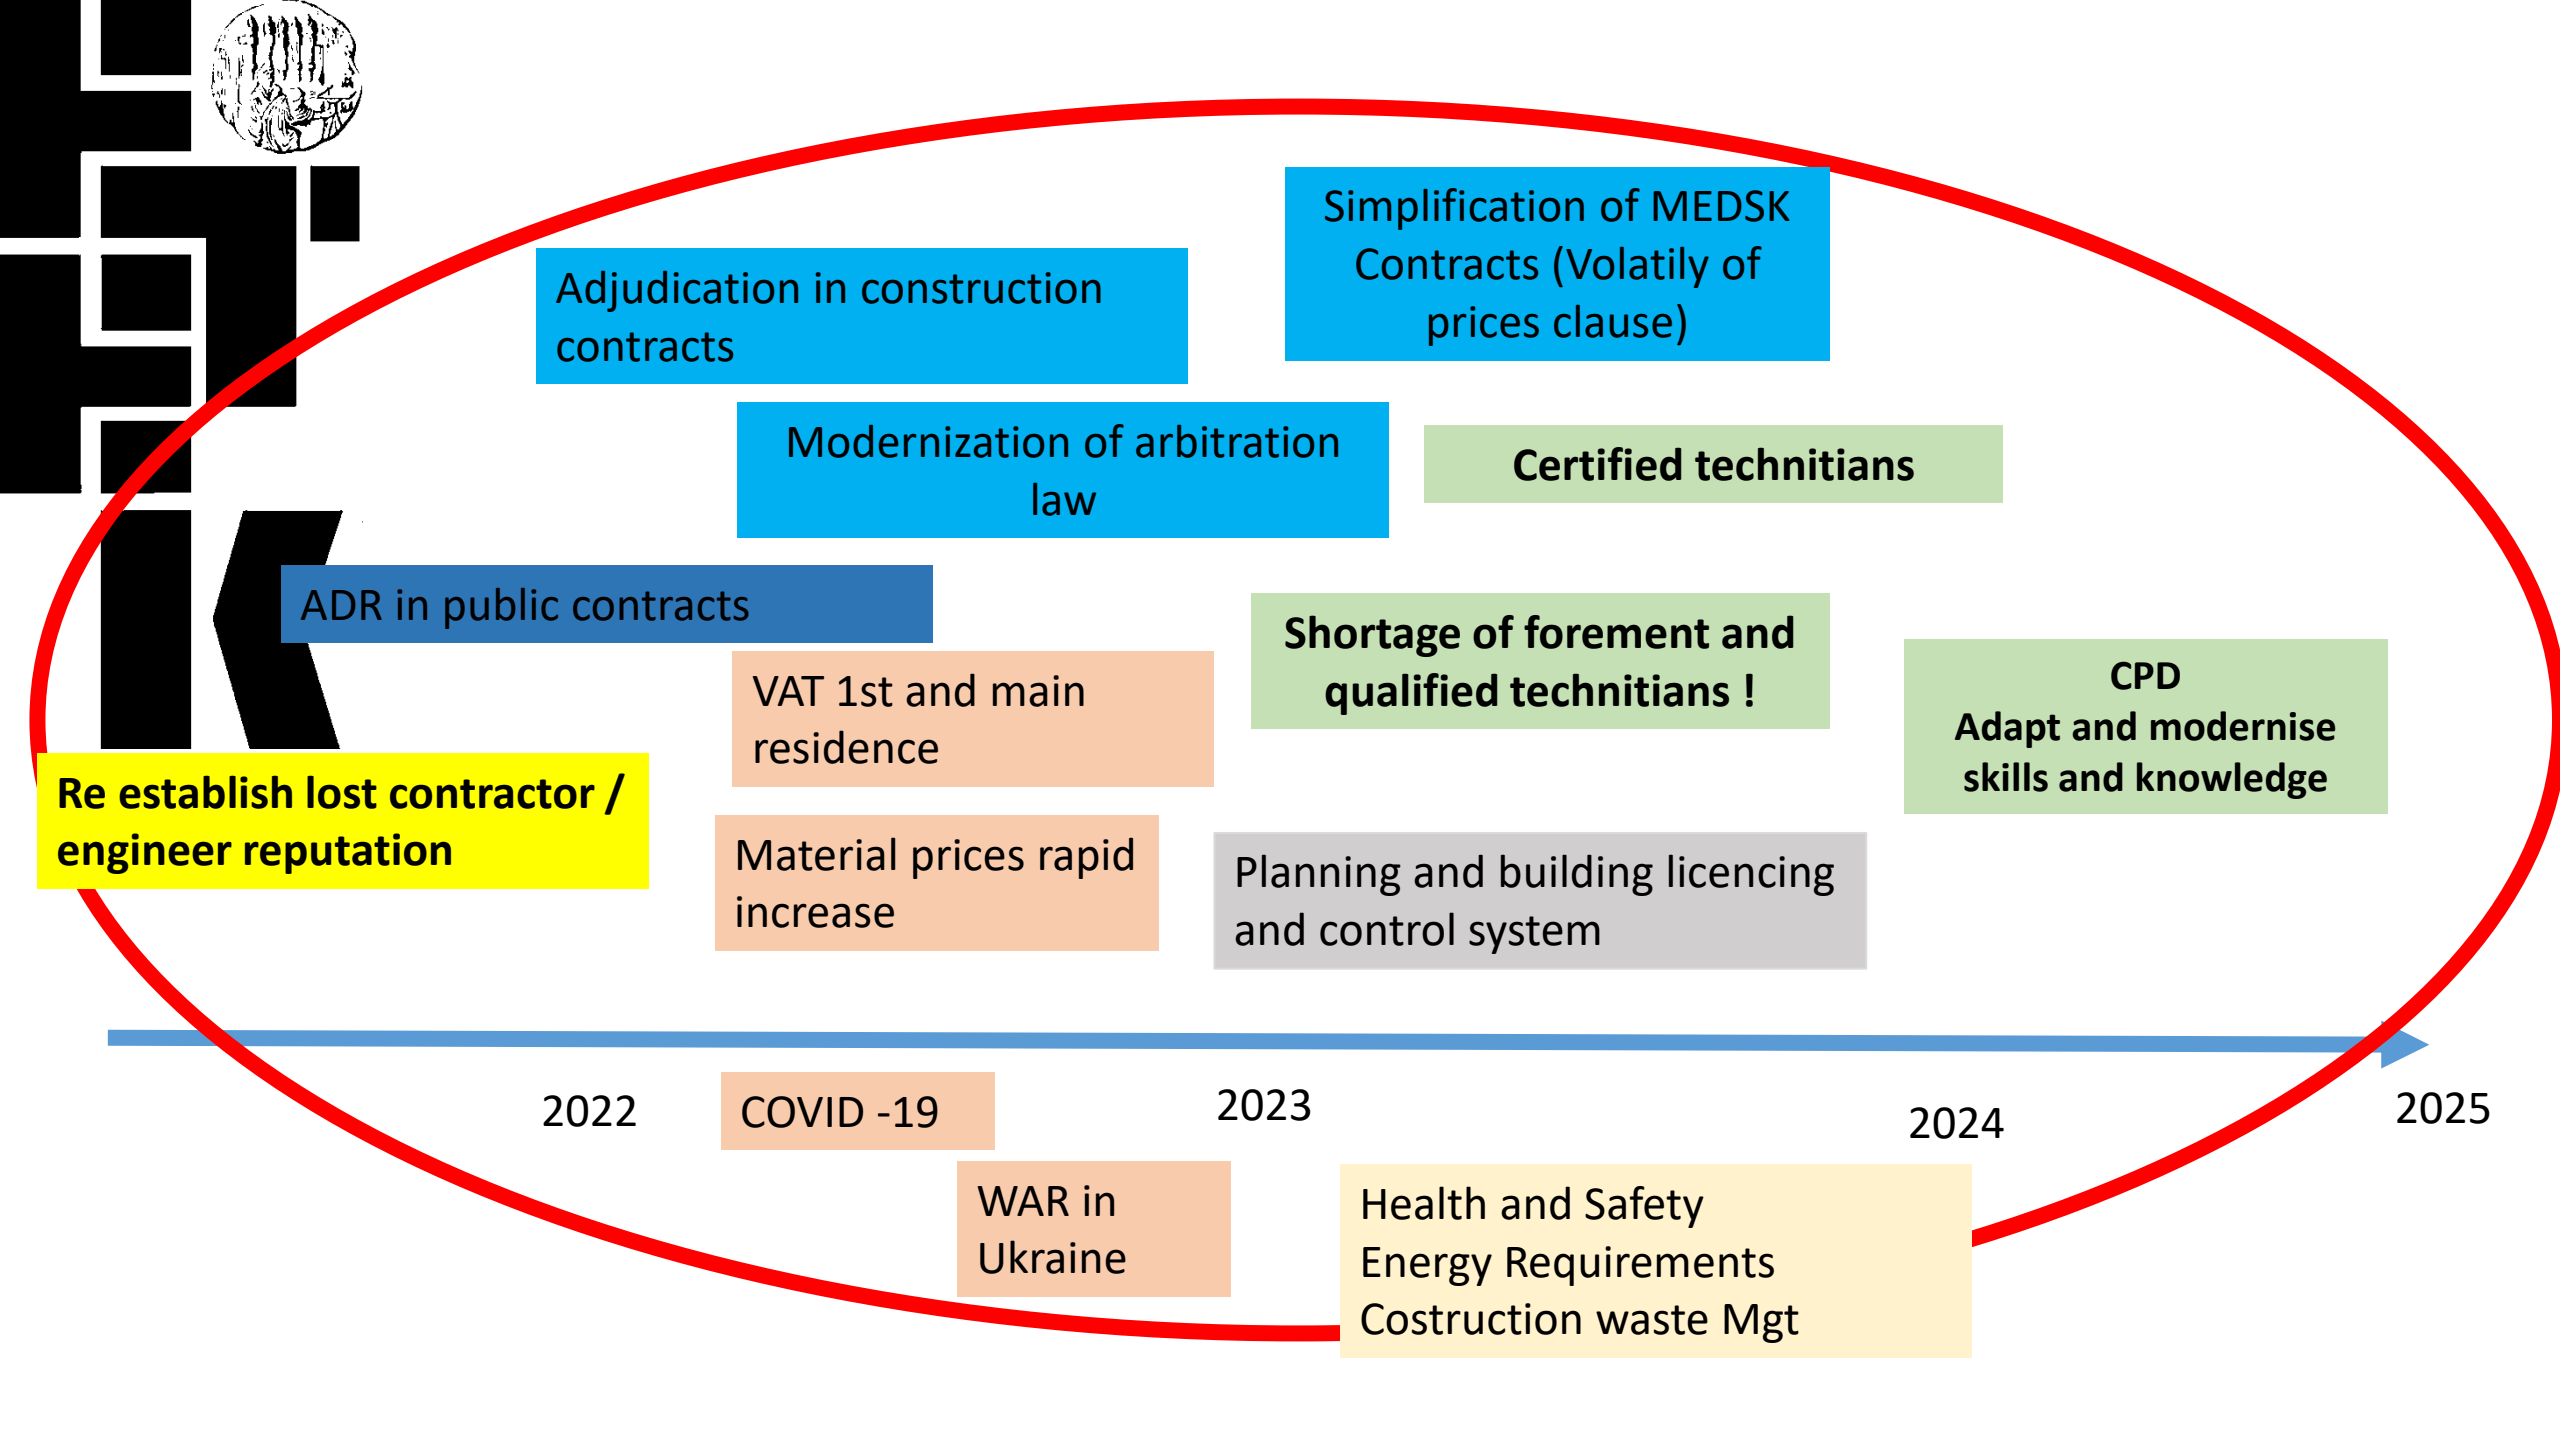 Simplification of MEDSK
Contracts (Volatily of
prices clause)
Adjudication in construction
contracts
Modernization of arbitration
law
Certified technitians
ADR in public contracts
Shortage of forement and
qualified technitians !
CPD
Adapt and modernise
skills and knowledge
VAT 1st and main
residence
Re establish lost contractor /
engineer reputation
Material prices rapid
increase
Planning and building licencing
and control system
2022
COVID -19
2023
2024
2025
WAR in
Ukraine
Health and Safety
Energy Requirements
Costruction waste Mgt